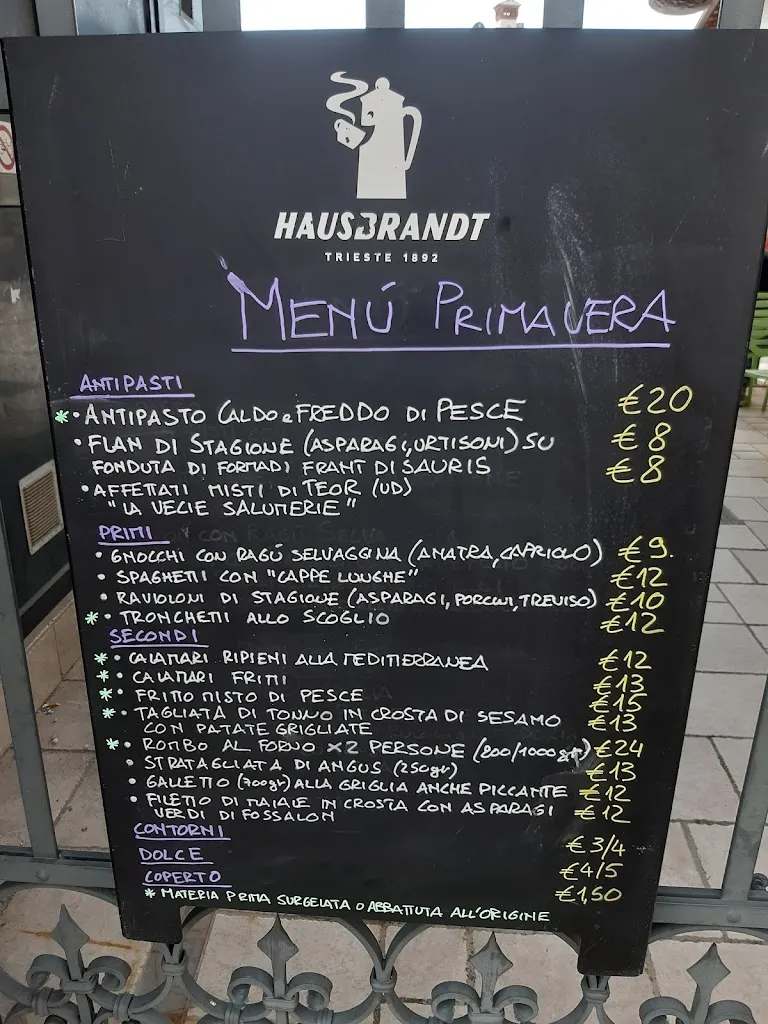 HAUSBRANDT
TRIESTE 1892
MENÚ PRIMAVERA
ANTIPASTI
* • ANTIPASTO CALDO e FREDDO DI PESCE €20
• FLAN DI STAGIONE (ASPARAGI, URTISONI) SU €8
FONDUTA DI FORMADI FRANT DI SAURIS €8
• AFFETTATI MISTI DI TEOR (UD)
"LA VECIE SALUMERIE"
PRIMI
• GNOCCHI CON RAGÚ SELVAGGINA (ANATRA, CAPRIOLO) €9.
• SPAGHETTI CON "CAPPE LUNGHE" €12
• RAVIOLONI DI STAGIONE (ASPARAGI, PORCINI, TREVISO) €10
* • TRONCHETTI ALLO SCOGLIO €12
SECONDI
* • CALAMARI RIPIENI ALLA MEDITERRANEA €12
* • CALAMARI FRITTI €13
* • FRITTO MISTO DI PESCE €15
* • TAGLIATA DI TONNO IN CROSTA DI SESAMO €13
CON PATATE GRIGLIATE
* • ROMBO AL FORNO x2 PERSONE (800/1000gr) €24
• STRATAGLIATA DI ANGUS (250gr) €13
• GALLETTO (700gr) ALLA GRIGLIA ANCHE PICCANTE €12
• FILETTO DI MAIALE IN CROSTA CON ASPARAGI €12
VERDI DI FOSSALON
CONTORNI €3/4
DOLCE €4/5
COPERTO €1,50
* MATERIA PRIMA SURGELATA O ABBATTUTA ALL'ORIGINE